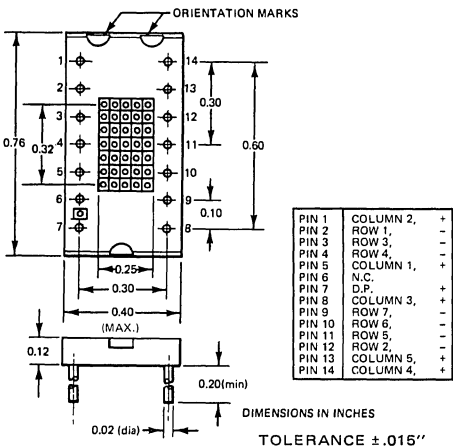 ORIENTATION MARKS
1 14
2 13
3 12
4 11
5 10
6 9
7 8
0.30
0.76
0.32
0.60
0.10
0.25
0.30
0.40
(MAX.)
0.12
0.20(min)
0.02 (dia)
PIN 1 COLUMN 2, +
PIN 2 ROW 1, –
PIN 3 ROW 3, –
PIN 4 ROW 4, –
PIN 5 COLUMN 1, +
PIN 6 N.C.
PIN 7 D.P. +
PIN 8 COLUMN 3, +
PIN 9 ROW 7, –
PIN 10 ROW 6, –
PIN 11 ROW 5, –
PIN 12 ROW 2, –
PIN 13 COLUMN 5, +
PIN 14 COLUMN 4, +
DIMENSIONS IN INCHES
TOLERANCE ±.015″